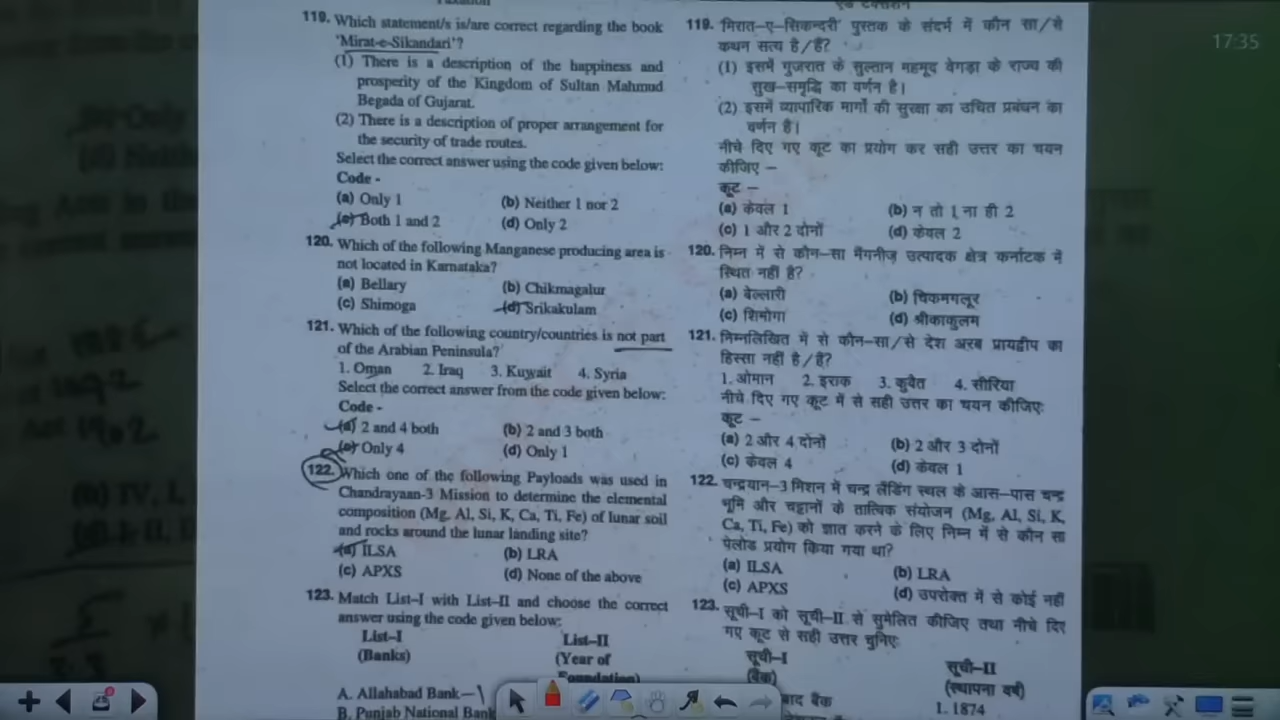 Taxation
119. Which statement/s is/are correct regarding the book
'Mirat-e-Sikandari'?
(1) There is a description of the happiness and
prosperity of the Kingdom of Sultan Mahmud
Begada of Gujarat.
(2) There is a description of proper arrangement for
the security of trade routes.
Select the correct answer using the code given below:
Code -
(a) Only 1 (b) Neither 1 nor 2
(c) Both 1 and 2 (d) Only 2
120. Which of the following Manganese producing area is
not located in Karnataka?
(a) Bellary (b) Chikmagalur
(c) Shimoga (d) Srikakulam
121. Which of the following country/countries is not part
of the Arabian Peninsula?
1. Oman 2. Iraq 3. Kuwait 4. Syria
Select the correct answer from the code given below:
Code -
(a) 2 and 4 both (b) 2 and 3 both
(c) Only 4 (d) Only 1
122. Which one of the following Payloads was used in
Chandrayaan-3 Mission to determine the elemental
composition (Mg, Al, Si, K, Ca, Ti, Fe) of lunar soil
and rocks around the lunar landing site?
(a) ILSA (b) LRA
(c) APXS (d) None of the above
123. Match List-I with List-II and choose the correct
answer using the code given below:
List-I List-II
(Banks) (Year of
Foundation)
A. Allahabad Bank
B. Punjab National Bank
119. 'मिरात-ए-सिकन्दरी' पुस्तक के संदर्भ में कौन सा/से
कथन सत्य है/हैं?
(1) इसमें गुजरात के सुल्तान महमूद बेगड़ा के राज्य की
सुख-समृद्धि का वर्णन है।
(2) इसमें व्यापारिक मार्गों की सुरक्षा का उचित प्रबंधन का
वर्णन है।
नीचे दिए गए कूट का प्रयोग कर सही उत्तर का चयन
कीजिए -
कूट -
(a) केवल 1 (b) न तो 1 ना ही 2
(c) 1 और 2 दोनों (d) केवल 2
120. निम्न में से कौन-सा मैंगनीज़ उत्पादक क्षेत्र कर्नाटक में
स्थित नहीं है?
(a) बेल्लारी (b) चिकमगलूर
(c) शिमोगा (d) श्रीकाकुलम
121. निम्नलिखित में से कौन-सा/से देश अरब प्रायद्वीप का
हिस्सा नहीं है/हैं?
1. ओमान 2. इराक 3. कुवैत 4. सीरिया
नीचे दिए गए कूट में से सही उत्तर का चयन कीजिएः
कूट -
(a) 2 और 4 दोनों (b) 2 और 3 दोनों
(c) केवल 4 (d) केवल 1
122. चन्द्रयान-3 मिशन में चन्द्र लैंडिंग स्थल के आस-पास चन्द्र
भूमि और चट्टानों के तात्विक संयोजन (Mg, Al, Si, K,
Ca, Ti, Fe) को ज्ञात करने के लिए निम्न में से कौन सा
पेलोड प्रयोग किया गया था?
(a) ILSA (b) LRA
(c) APXS (d) उपरोक्त में से कोई नहीं
123. सूची-I को सूची-II से सुमेलित कीजिए तथा नीचे दिए
गए कूट से सही उत्तर चुनिएः
सूची-I सूची-II
(बैंक) (स्थापना वर्ष)
बाद बैंक 1. 1874
17:35